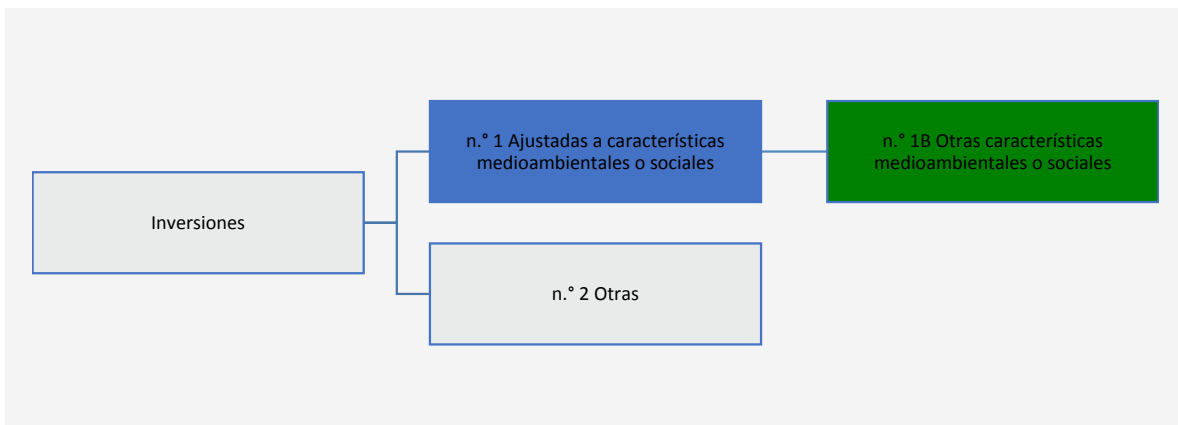 n.° 1 Ajustadas a características
medioambientales o sociales
n.° 1B Otras características
medioambientales o sociales
Inversiones
n.° 2 Otras